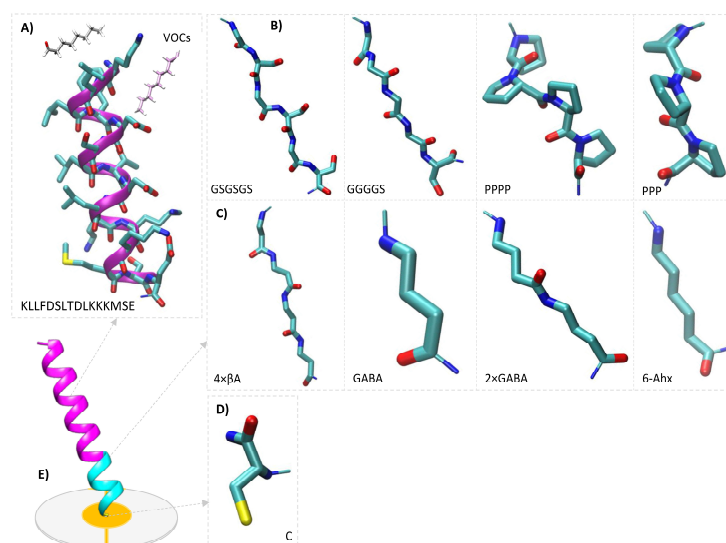 A)
VOCs
B)
GSGSGS
GGGGS
PPPP
PPP
KLLFDSLTDLKKKMSE
C)
4×βA
GABA
2×GABA
6-Ahx
D)
E)
C